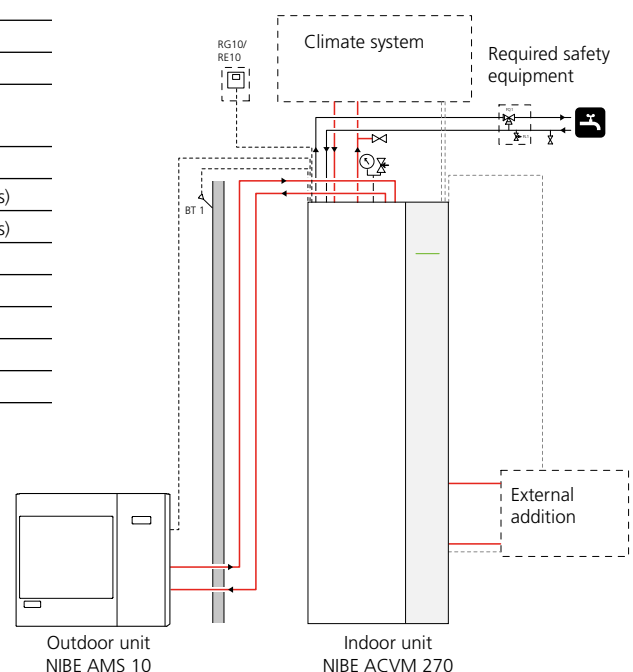 RG10/
RE10
Climate system
Required safety
equipment
FQ1
BT 1
s)
s)
External
addition
Outdoor unit
NIBE AMS 10
Indoor unit
NIBE ACVM 270